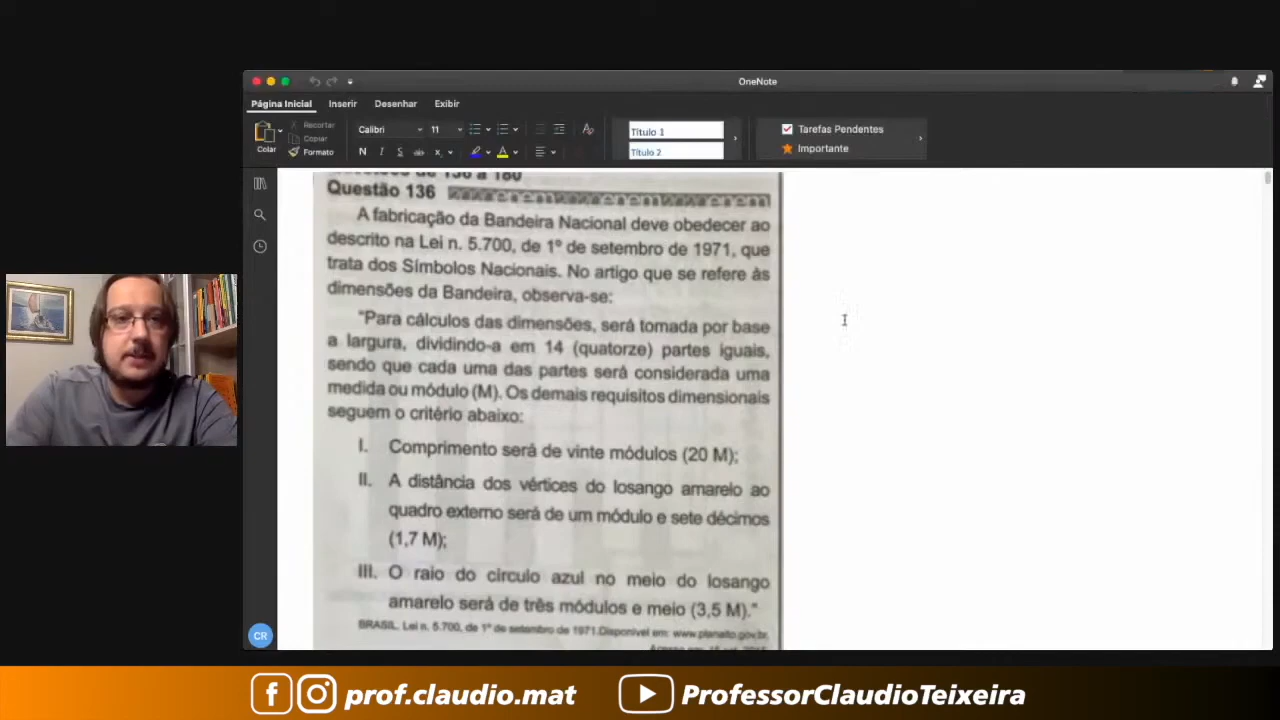 OneNote
Página Inicial Inserir Desenhar Exibir
Colar
Recortar
Copiar
Formato
Calibri 11
N I S ab x
Título 1
Título 2
Tarefas Pendentes
Importante
de 136 a 180
Questão 136
A fabricação da Bandeira Nacional deve obedecer ao
descrito na Lei n. 5.700, de 1º de setembro de 1971, que
trata dos Símbolos Nacionais. No artigo que se refere às
dimensões da Bandeira, observa-se:
"Para cálculos das dimensões, será tomada por base
a largura, dividindo-a em 14 (quatorze) partes iguais,
sendo que cada uma das partes será considerada uma
medida ou módulo (M). Os demais requisitos dimensionais
seguem o critério abaixo:
I. Comprimento será de vinte módulos (20 M);
II. A distância dos vértices do losango amarelo ao
quadro externo será de um módulo e sete décimos
(1,7 M);
III. O raio do círculo azul no meio do losango
amarelo será de três módulos e meio (3,5 M)."
BRASIL. Lei n. 5.700, de 1º de setembro de 1971. Disponível em: www.planalto.gov.br.
CR
prof.claudio.mat
ProfessorClaudioTeixeira